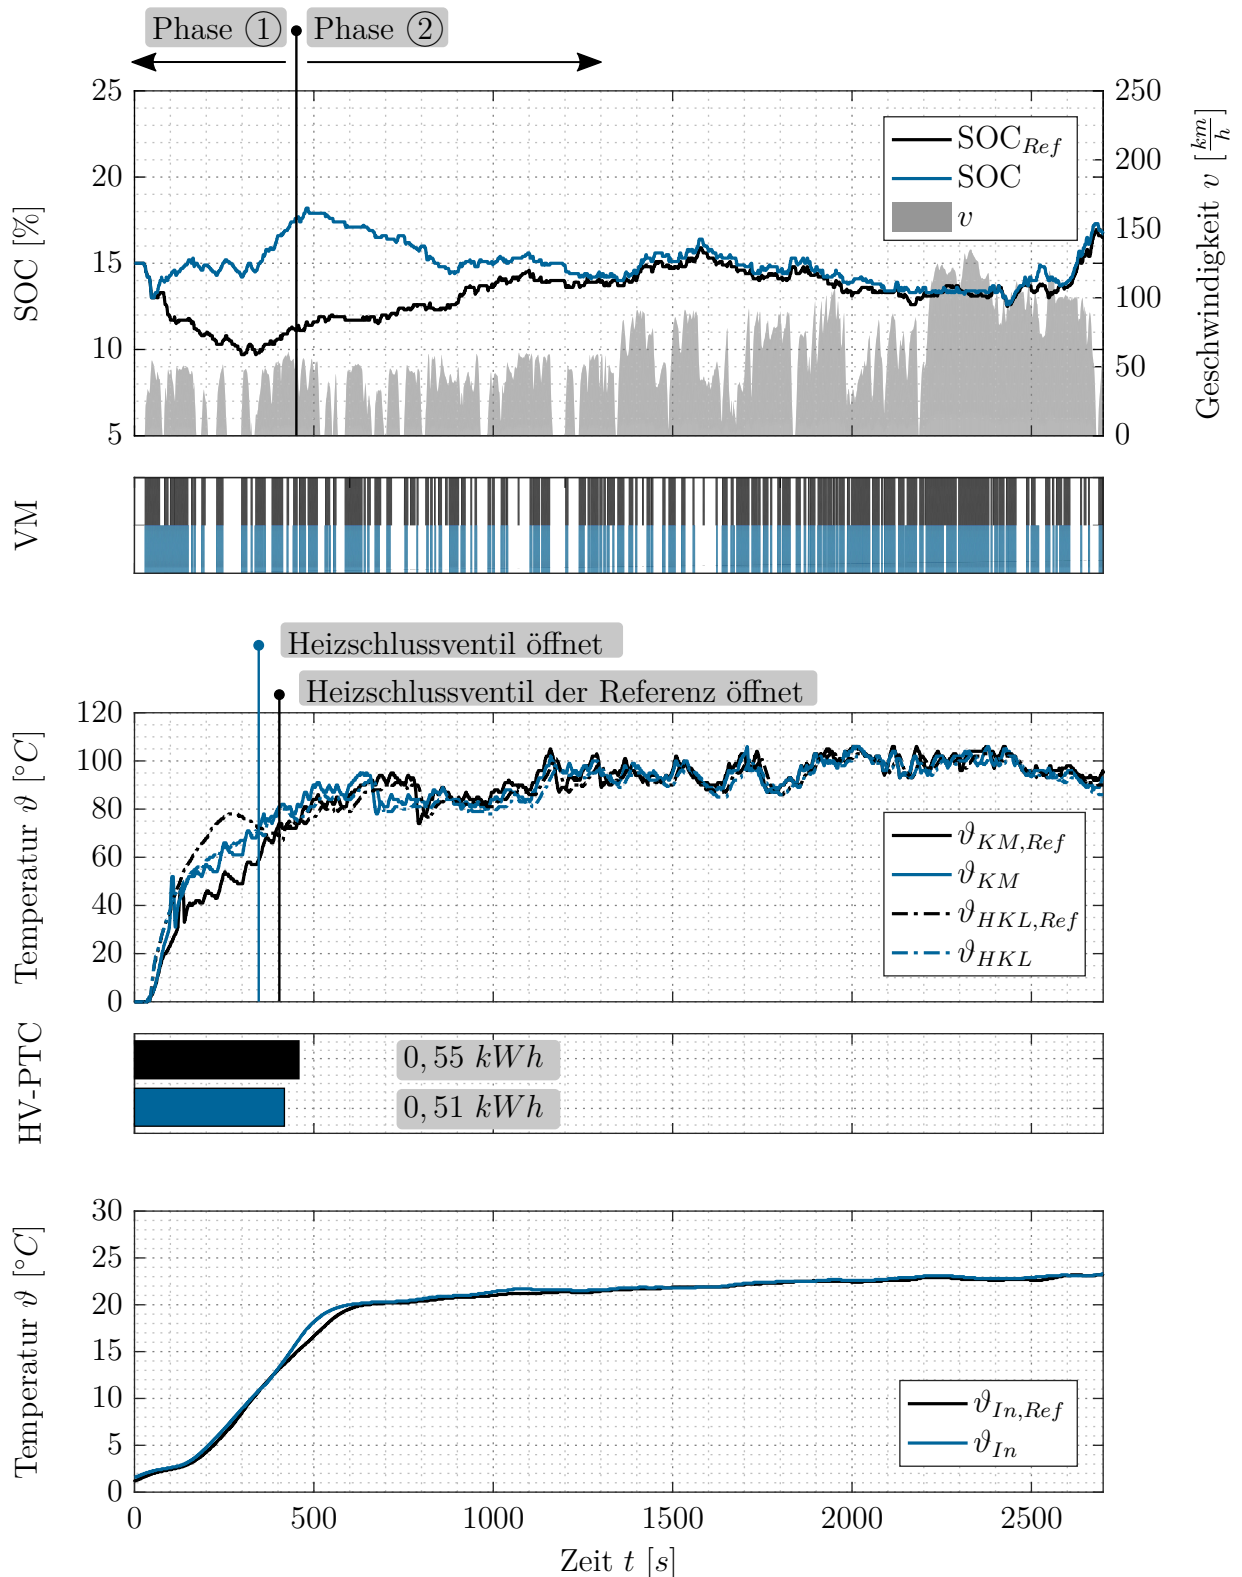 Phase ① Phase ②
25 250
20 200
15 150
10 100
50
5 0
SOC [%]
Geschwindigkeit v [km/h]
SOC_Ref
SOC
v
VM
Heizschlussventil öffnet
Heizschlussventil der Referenz öffnet
120
100
80
60
40
20
0
Temperatur ϑ [°C]
ϑ_KM,Ref
ϑ_KM
ϑ_HKL,Ref
ϑ_HKL
HV-PTC
0,55 kWh
0,51 kWh
30
25
20
15
10
5
0
Temperatur ϑ [°C]
ϑ_In,Ref
ϑ_In
0 500 1000 1500 2000 2500
Zeit t [s]